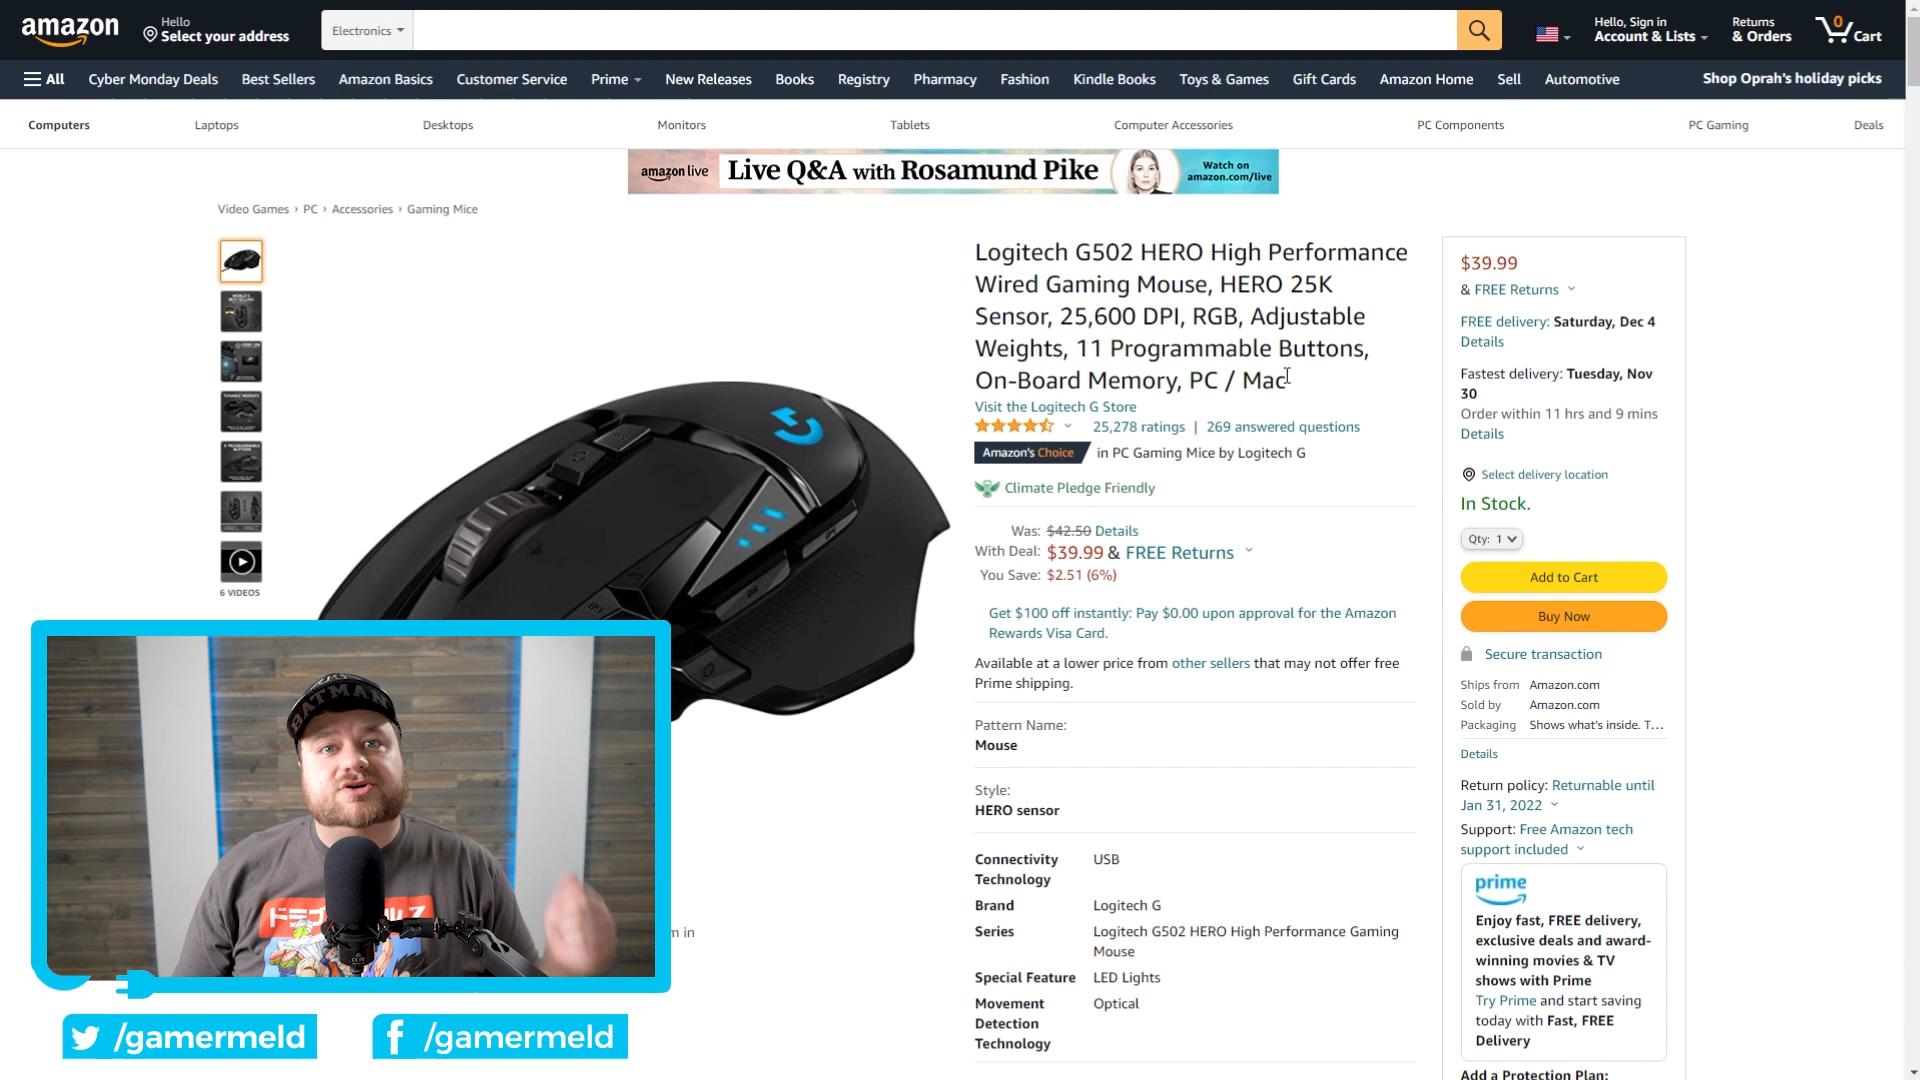 amazon
Hello
Select your address
Electronics
Hello, Sign in
Account & Lists
Returns
& Orders
0
Cart
All
Cyber Monday Deals
Best Sellers
Amazon Basics
Customer Service
Prime
New Releases
Books
Registry
Pharmacy
Fashion
Kindle Books
Toys & Games
Gift Cards
Amazon Home
Sell
Automotive
Shop Oprah's holiday picks
Computers
Laptops
Desktops
Monitors
Tablets
Computer Accessories
PC Components
PC Gaming
Deals
amazon live
Live Q&A with Rosamund Pike
Watch on
amazon.com/live
Video Games › PC › Accessories › Gaming Mice
6 VIDEOS
Logitech G502 HERO High Performance
Wired Gaming Mouse, HERO 25K
Sensor, 25,600 DPI, RGB, Adjustable
Weights, 11 Programmable Buttons,
On-Board Memory, PC / Mac
Visit the Logitech G Store
25,278 ratings | 269 answered questions
Amazon's Choice in PC Gaming Mice by Logitech G
Climate Pledge Friendly
Was: $42.50 Details
With Deal: $39.99 & FREE Returns
You Save: $2.51 (6%)
Get $100 off instantly: Pay $0.00 upon approval for the Amazon
Rewards Visa Card.
Available at a lower price from other sellers that may not offer free
Prime shipping.
Pattern Name:
Mouse
Style:
HERO sensor
Connectivity USB
Technology
Brand Logitech G
Series Logitech G502 HERO High Performance Gaming
Mouse
Special Feature LED Lights
Movement Optical
Detection
Technology
$39.99
& FREE Returns
FREE delivery: Saturday, Dec 4
Details
Fastest delivery: Tuesday, Nov
30
Order within 11 hrs and 9 mins
Details
Select delivery location
In Stock.
Qty: 1
Add to Cart
Buy Now
Secure transaction
Ships from Amazon.com
Sold by Amazon.com
Packaging Shows what's inside. T...
Details
Return policy: Returnable until
Jan 31, 2022
Support: Free Amazon tech
support included
prime
Enjoy fast, FREE delivery,
exclusive deals and award-
winning movies & TV
shows with Prime
Try Prime and start saving
today with Fast, FREE
Delivery
Add a Protection Plan:
BATMAN
in
/gamermeld
/gamermeld